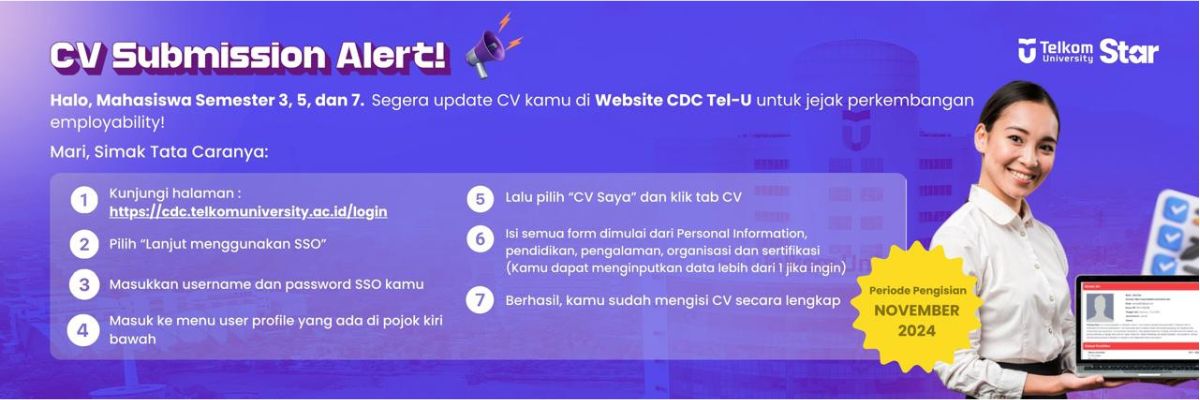 CV Submission Alert!
Telkom University Star
Halo, Mahasiswa Semester 3, 5, dan 7. Segera update CV kamu di Website CDC Tel-U untuk jejak perkembangan
employability!
Mari, Simak Tata Caranya:
1 Kunjungi halaman :
https://cdc.telkomuniversity.ac.id/login
2 Pilih “Lanjut menggunakan SSO”
3 Masukkan username dan password SSO kamu
4 Masuk ke menu user profile yang ada di pojok kiri
bawah
5 Lalu pilih “CV Saya” dan klik tab CV
6 Isi semua form dimulai dari Personal Information,
pendidikan, pengalaman, organisasi dan sertifikasi
(Kamu dapat menginputkan data lebih dari 1 jika ingin)
7 Berhasil, kamu sudah mengisi CV secara lengkap
Periode Pengisian
NOVEMBER
2024